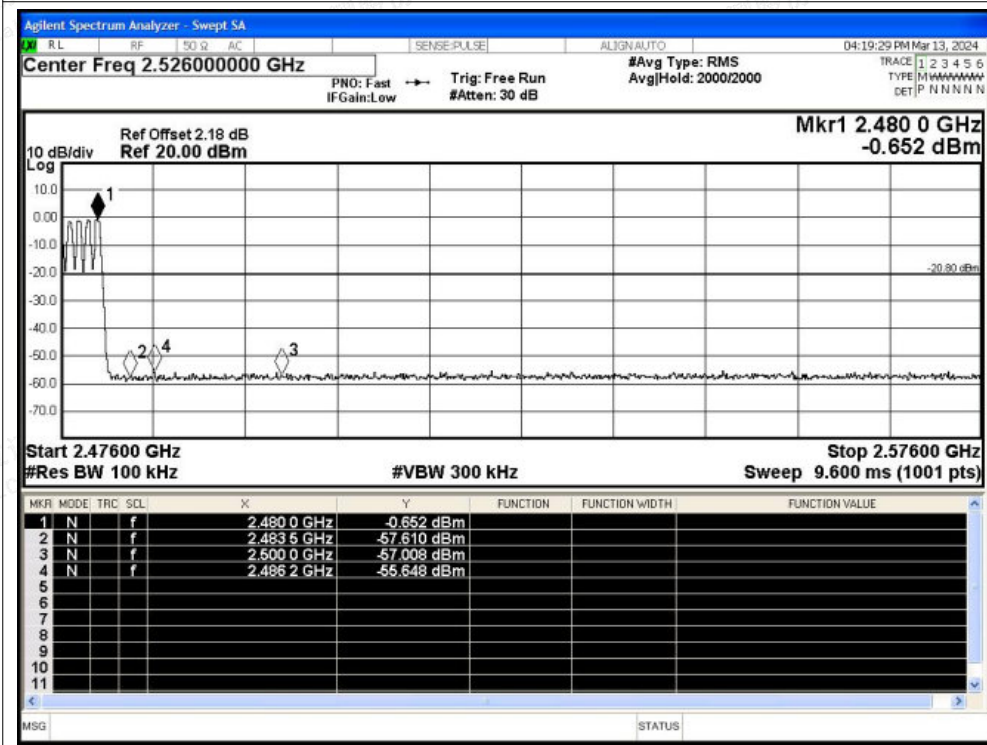 Agilent Spectrum Analyzer - Swept SA
LXI RL RF 50 Ω AC SENSE:PULSE ALIGN AUTO 04:19:29 PM Mar 13, 2024
Center Freq 2.526000000 GHz #Avg Type: RMS TRACE 1 2 3 4 5 6
PNO: Fast Trig: Free Run Avg|Hold: 2000/2000 TYPE M
IFGain:Low #Atten: 30 dB DET P N N N N N
Mkr1 2.480 0 GHz
Ref Offset 2.18 dB
10 dB/div Ref 20.00 dBm -0.652 dBm
Log
10.0
1
0.00
-10.0
-20.0 -20.80 dBm
-30.0
-40.0
-50.0 2 4 3
-60.0
-70.0
Start 2.47600 GHz Stop 2.57600 GHz
#Res BW 100 kHz #VBW 300 kHz Sweep 9.600 ms (1001 pts)
MKR MODE TRC SCL X Y FUNCTION FUNCTION WIDTH FUNCTION VALUE
1 N f 2.480 0 GHz -0.652 dBm
2 N f 2.483 5 GHz -57.610 dBm
3 N f 2.500 0 GHz -57.008 dBm
4 N f 2.486 2 GHz -55.648 dBm
5
6
7
8
9
10
11
MSG STATUS